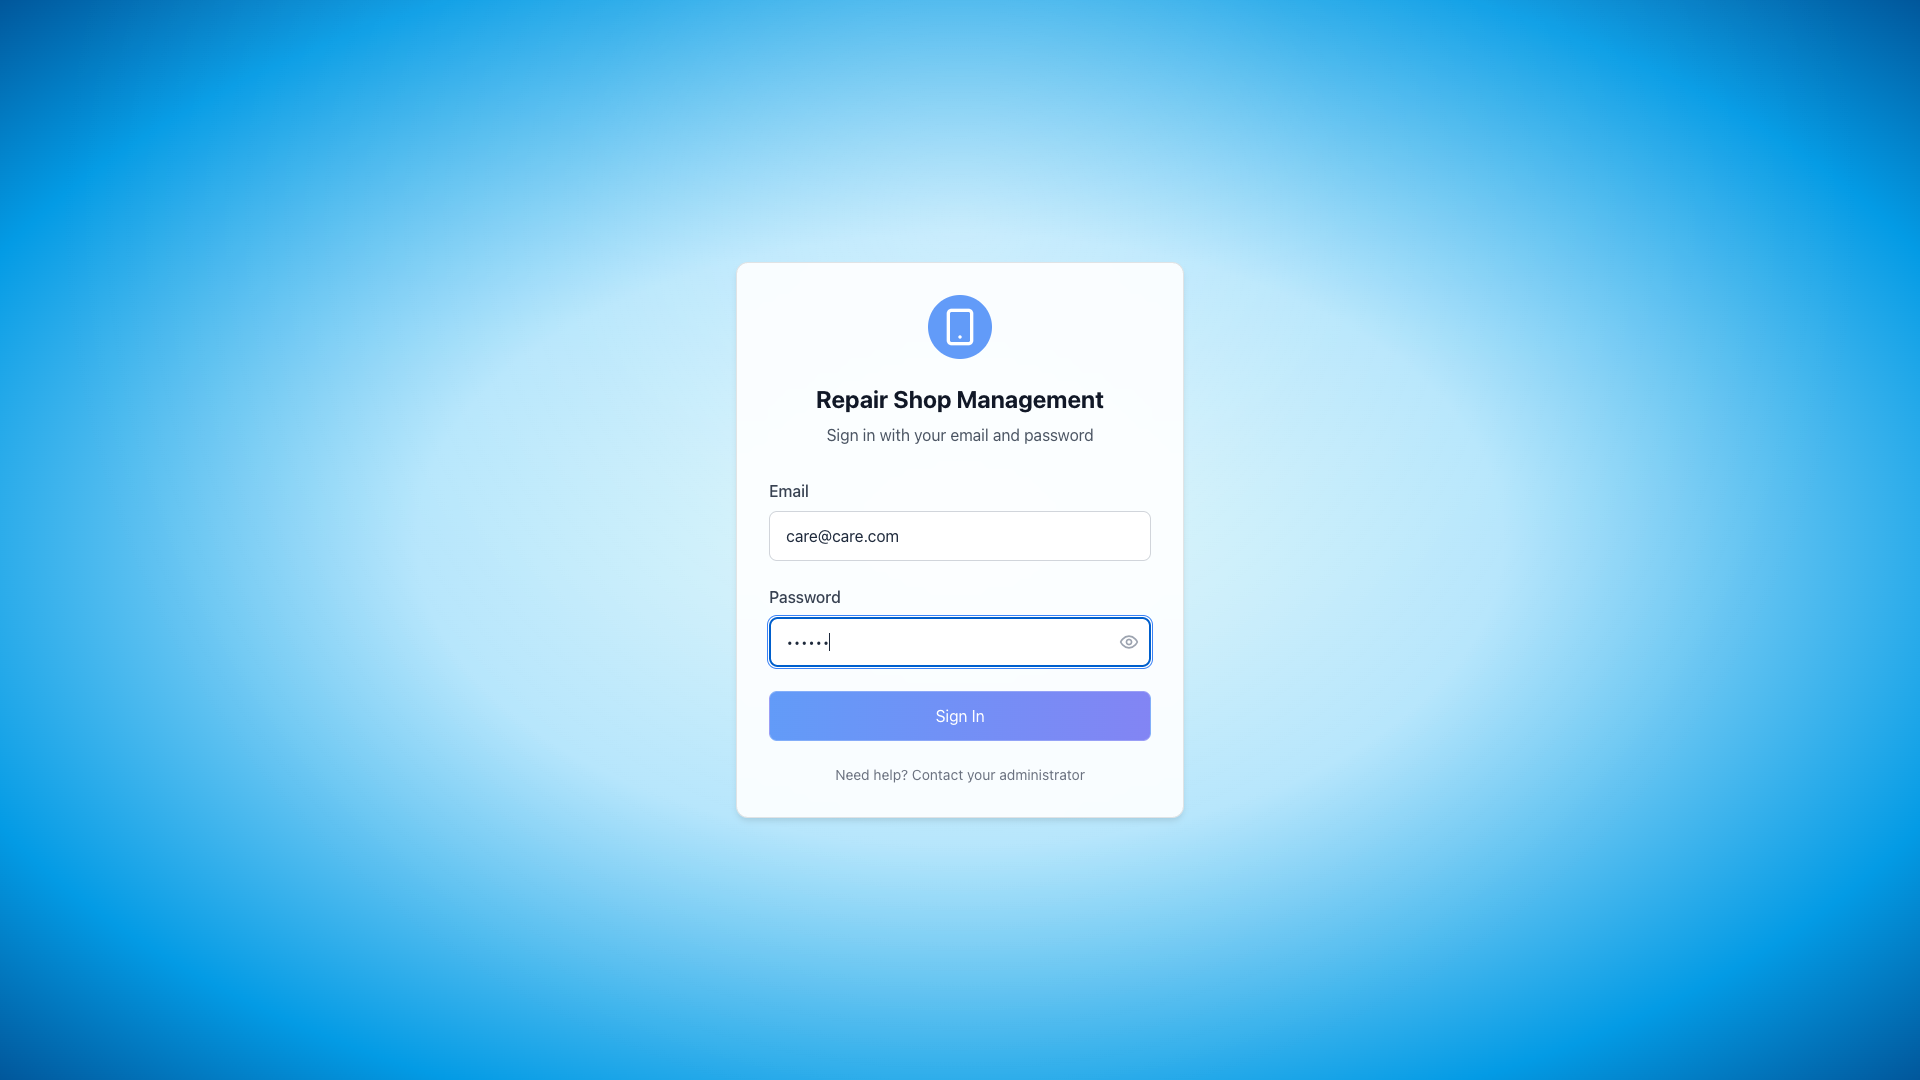 Repair Shop Management
Sign in with your email and password
Email
care@care.com
Password
••••••
Sign In
Need help? Contact your administrator